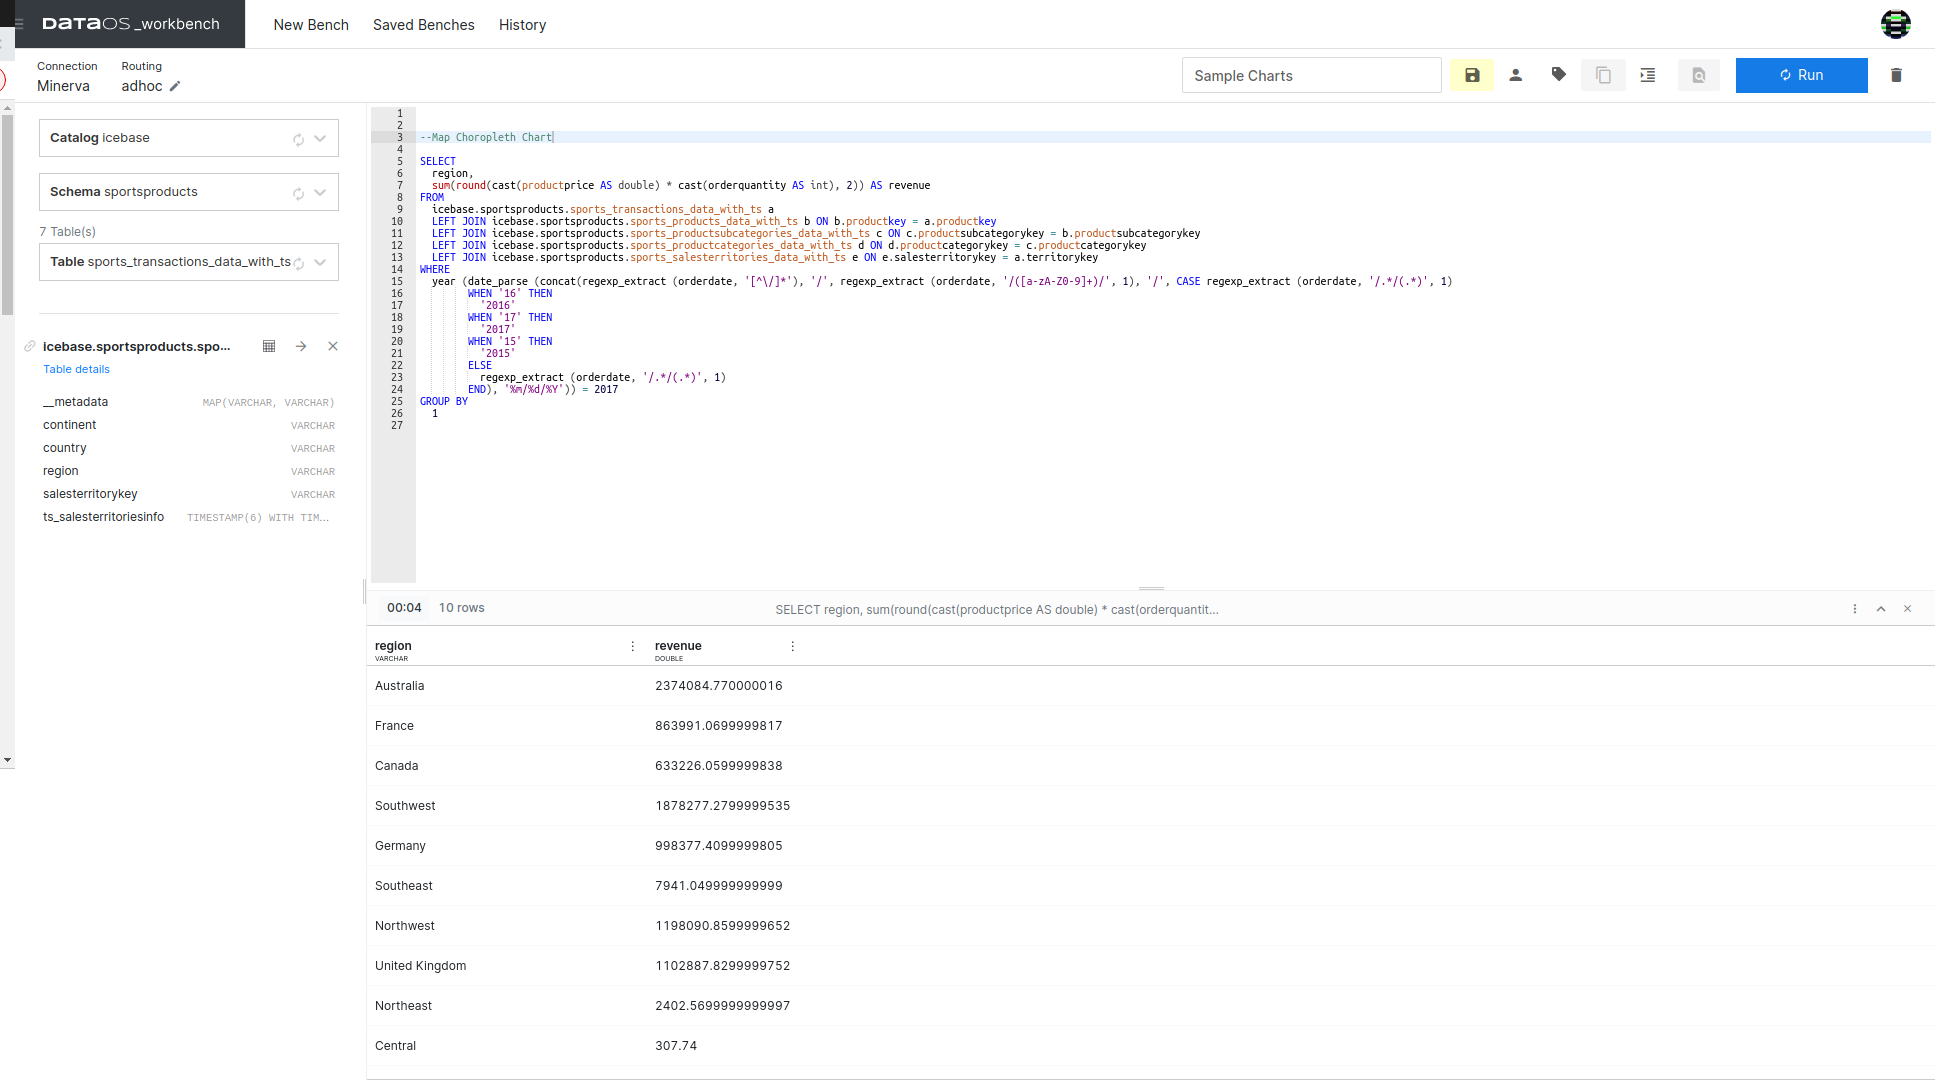 DATAOS _workbench
New Bench Saved Benches History
Connection Routing
Minerva adhoc
Sample Charts
Run
Catalog icebase
Schema sportsproducts
7 Table(s)
Table sports_transactions_data_with_ts
icebase.sportsproducts.spo...
Table details
__metadata MAP(VARCHAR, VARCHAR)
continent VARCHAR
country VARCHAR
region VARCHAR
salesterritorykey VARCHAR
ts_salesterritoriesinfo TIMESTAMP(6) WITH TIM...
1
2
3 --Map Choropleth Chart
4
5 SELECT
6 region,
7 sum(round(cast(productprice AS double) * cast(orderquantity AS int), 2)) AS revenue
8 FROM
9 icebase.sportsproducts.sports_transactions_data_with_ts a
10 LEFT JOIN icebase.sportsproducts.sports_products_data_with_ts b ON b.productkey = a.productkey
11 LEFT JOIN icebase.sportsproducts.sports_productsubcategories_data_with_ts c ON c.productsubcategorykey = b.productsubcategorykey
12 LEFT JOIN icebase.sportsproducts.sports_productcategories_data_with_ts d ON d.productcategorykey = c.productcategorykey
13 LEFT JOIN icebase.sportsproducts.sports_salesterritories_data_with_ts e ON e.salesterritorykey = a.territorykey
14 WHERE
15 year (date_parse (concat(regexp_extract (orderdate, '[^\/]*'), '/', regexp_extract (orderdate, '/([a-zA-Z0-9]+)/', 1), '/', CASE regexp_extract (orderdate, '/.*/(.*)', 1)
16 WHEN '16' THEN
17 '2016'
18 WHEN '17' THEN
19 '2017'
20 WHEN '15' THEN
21 '2015'
22 ELSE
23 regexp_extract (orderdate, '/.*/(.*)', 1)
24 END), '%m/%d/%Y')) = 2017
25 GROUP BY
26 1
27
00:04 10 rows SELECT region, sum(round(cast(productprice AS double) * cast(orderquantit...
region revenue
VARCHAR DOUBLE
Australia 2374084.770000016
France 863991.0699999817
Canada 633226.0599999838
Southwest 1878277.2799999535
Germany 998377.4099999805
Southeast 7941.049999999999
Northwest 1198090.8599999652
United Kingdom 1102887.8299999752
Northeast 2402.5699999999997
Central 307.74